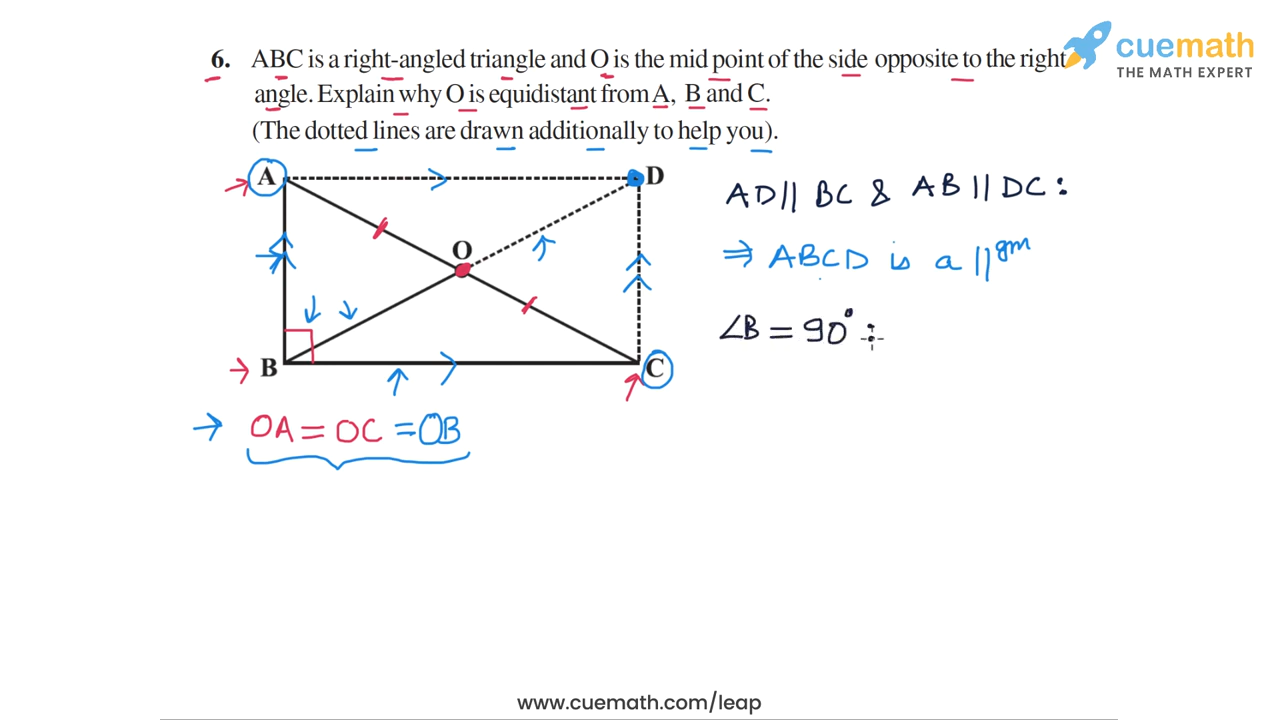 cuemath
THE MATH EXPERT
6. ABC is a right-angled triangle and O is the mid point of the side opposite to the right
angle. Explain why O is equidistant from A, B and C.
(The dotted lines are drawn additionally to help you).
A
D
O
B
C
AD || BC & AB || DC :
⇒ ABCD is a ||gm
∠B = 90° :
→ OA = OC = OB
www.cuemath.com/leap